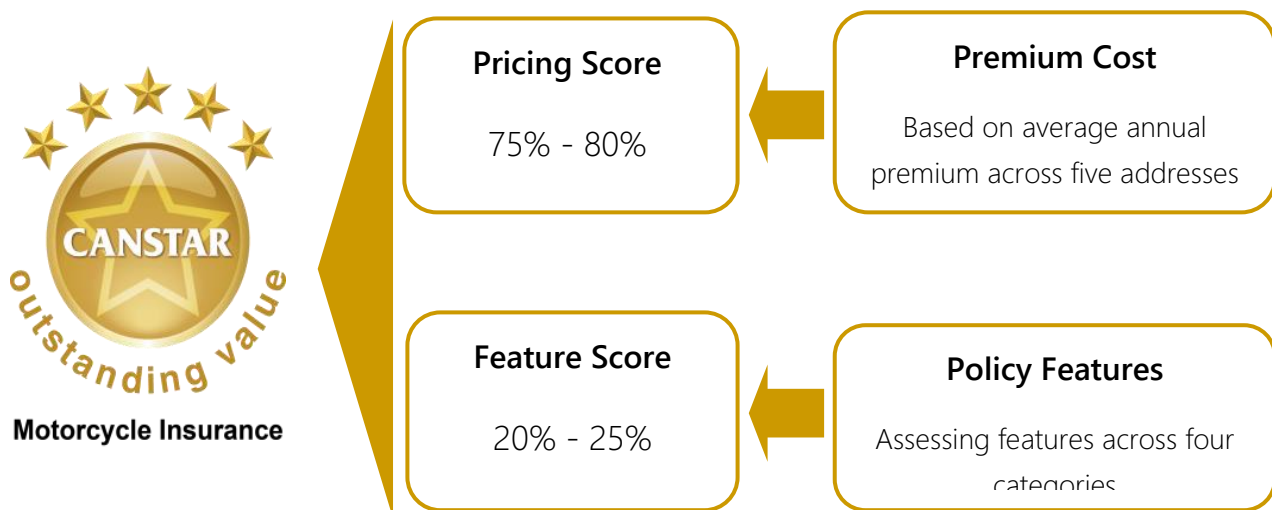 CANSTAR
outstanding value
Motorcycle Insurance
Pricing Score
75% - 80%
Premium Cost
Based on average annual
premium across five addresses
Feature Score
20% - 25%
Policy Features
Assessing features across four
categories